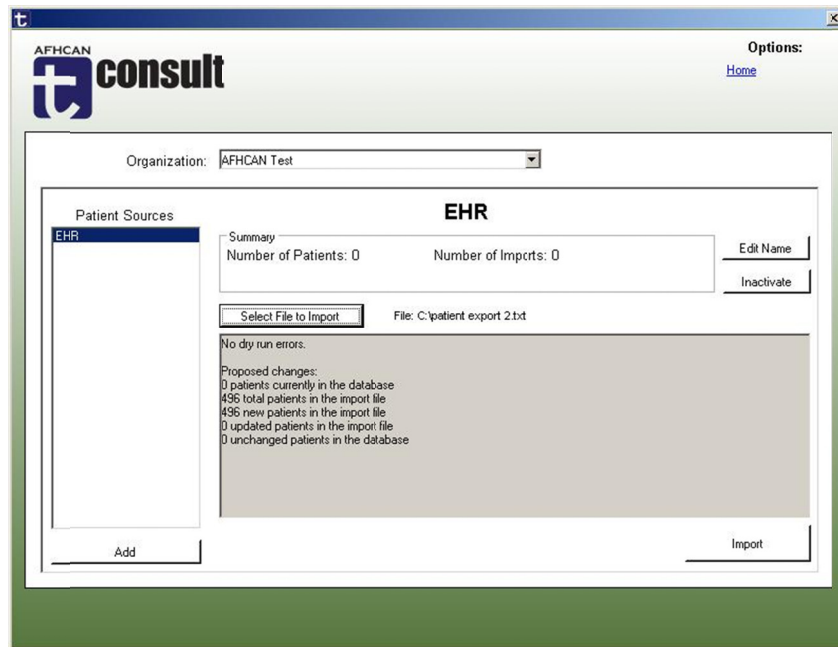 t
AFHCAN
tconsult
Options:
Home
Organization: AFHCAN Test
Patient Sources
EHR
EHR
Summary
Number of Patients: 0 Number of Imports: 0
Edit Name
Inactivate
Select File to Import File: C:\patient export 2.txt
No dry run errors.
Proposed changes:
0 patients currently in the database
496 total patients in the import file
496 new patients in the import file
0 updated patients in the import file
0 unchanged patients in the database
Add
Import